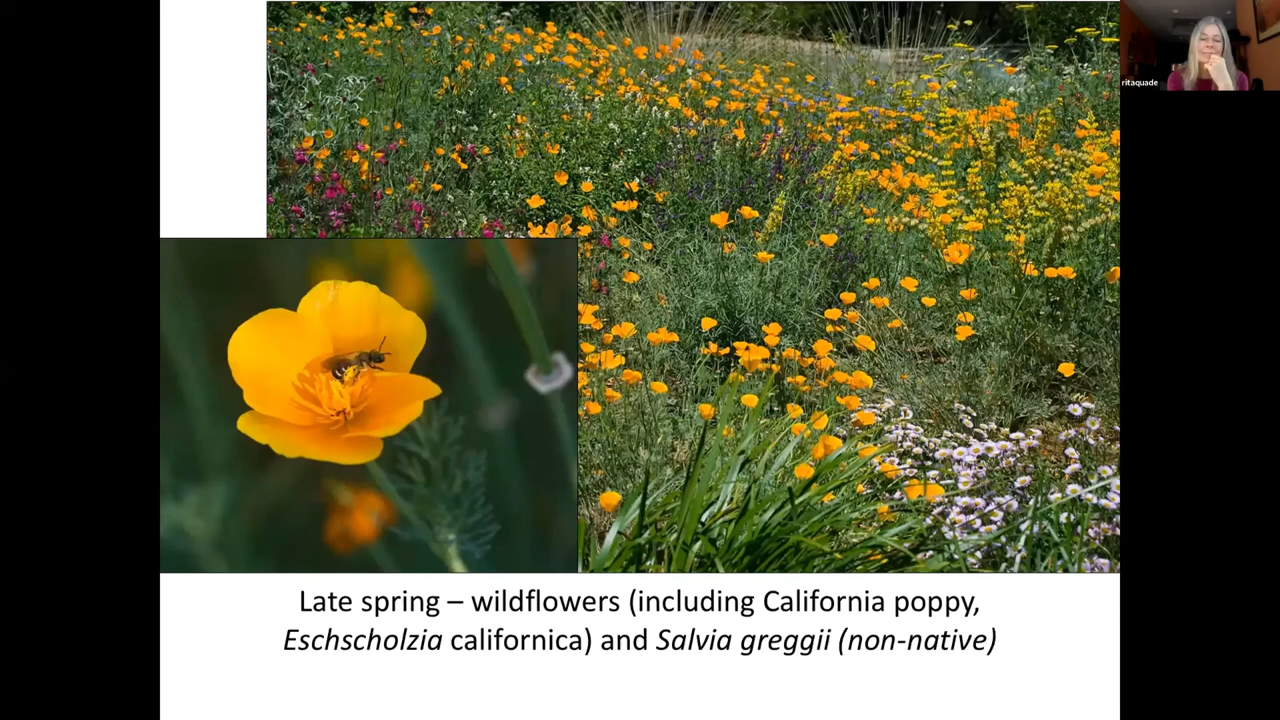 ritaquade
Late spring – wildflowers (including California poppy,
Eschscholzia californica) and Salvia greggii (non-native)